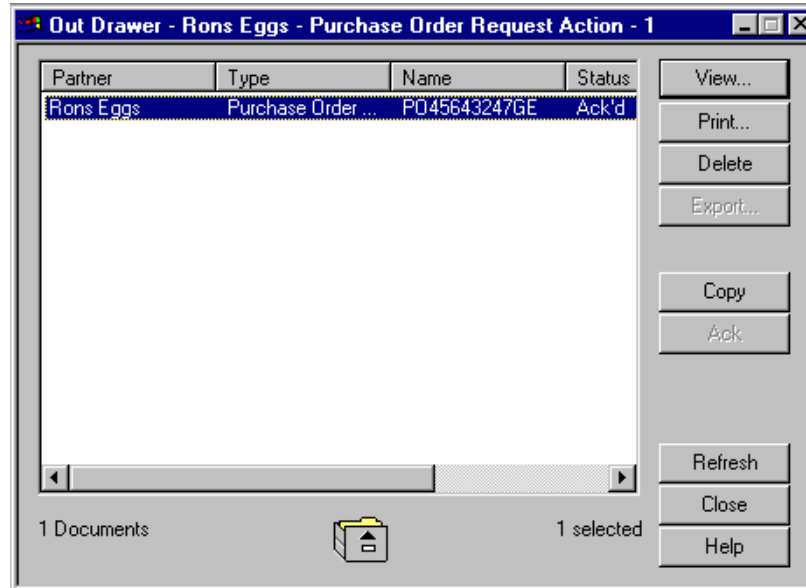 Out Drawer - Rons Eggs - Purchase Order Request Action - 1
Partner Type Name Status
Rons Eggs Purchase Order ... PO45643247GE Ack'd
View...
Print...
Delete
Export...
Copy
Ack
Refresh
Close
Help
1 Documents 1 selected